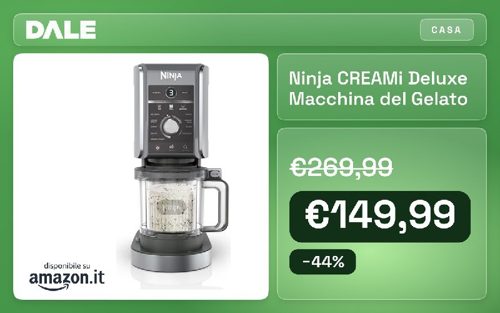 DALE
CASA
NINJA
3
Ninja CREAMi Deluxe
Macchina del Gelato
€269,99
€149,99
-44%
disponibile su
amazon.it